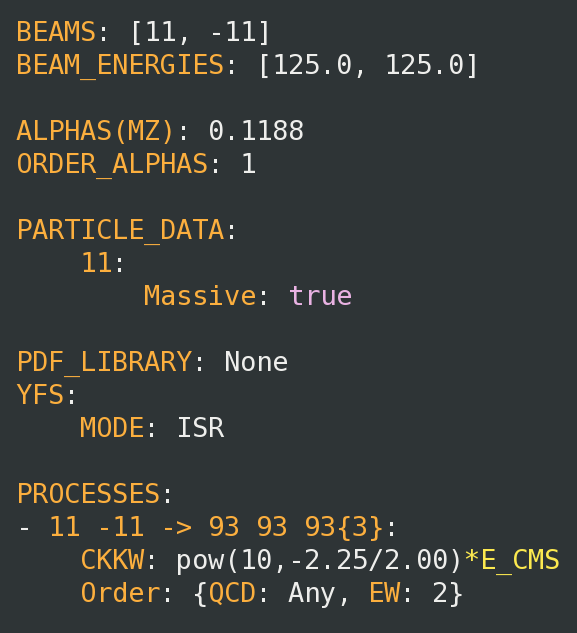 BEAMS: [11, -11]
BEAM_ENERGIES: [125.0, 125.0]

ALPHAS(MZ): 0.1188
ORDER_ALPHAS: 1

PARTICLE_DATA:
    11:
        Massive: true

PDF_LIBRARY: None
YFS:
    MODE: ISR

PROCESSES:
- 11 -11 -> 93 93 93{3}:
    CKKW: pow(10,-2.25/2.00)*E_CMS
    Order: {QCD: Any, EW: 2}